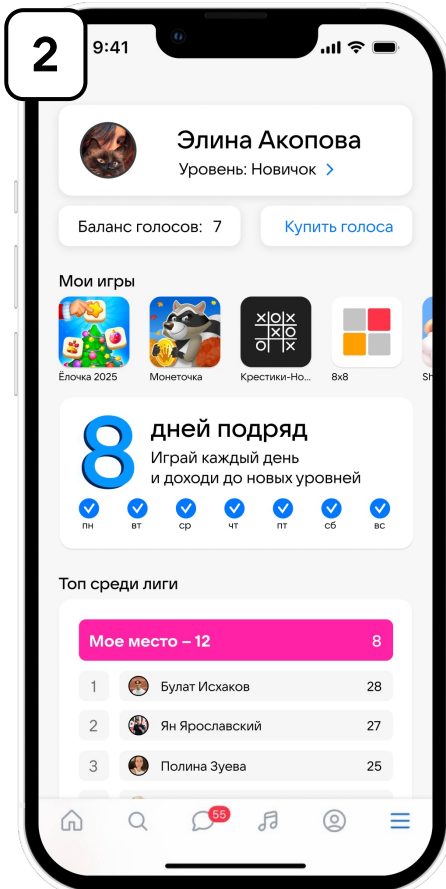 2
9:41
Элина Акопова
Уровень: Новичок
Баланс голосов: 7
Купить голоса
Мои игры
Ёлочка 2025
Монеточка
Крестики-Но...
8x8
Sh
8 дней подряд
Играй каждый день
и доходи до новых уровней
пн вт ср чт пт сб вс
Топ среди лиги
Мое место – 12 8
1 Булат Исхаков 28
2 Ян Ярославский 27
3 Полина Зуева 25
55